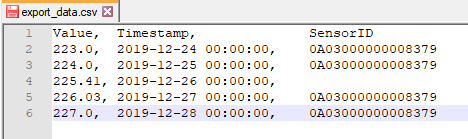 export_data.csv
1 Value, Timestamp, SensorID
2 223.0, 2019-12-24 00:00:00, 0A03000000008379
3 224.0, 2019-12-25 00:00:00, 0A03000000008379
4 225.41, 2019-12-26 00:00:00,
5 226.03, 2019-12-27 00:00:00, 0A03000000008379
6 227.0, 2019-12-28 00:00:00, 0A03000000008379